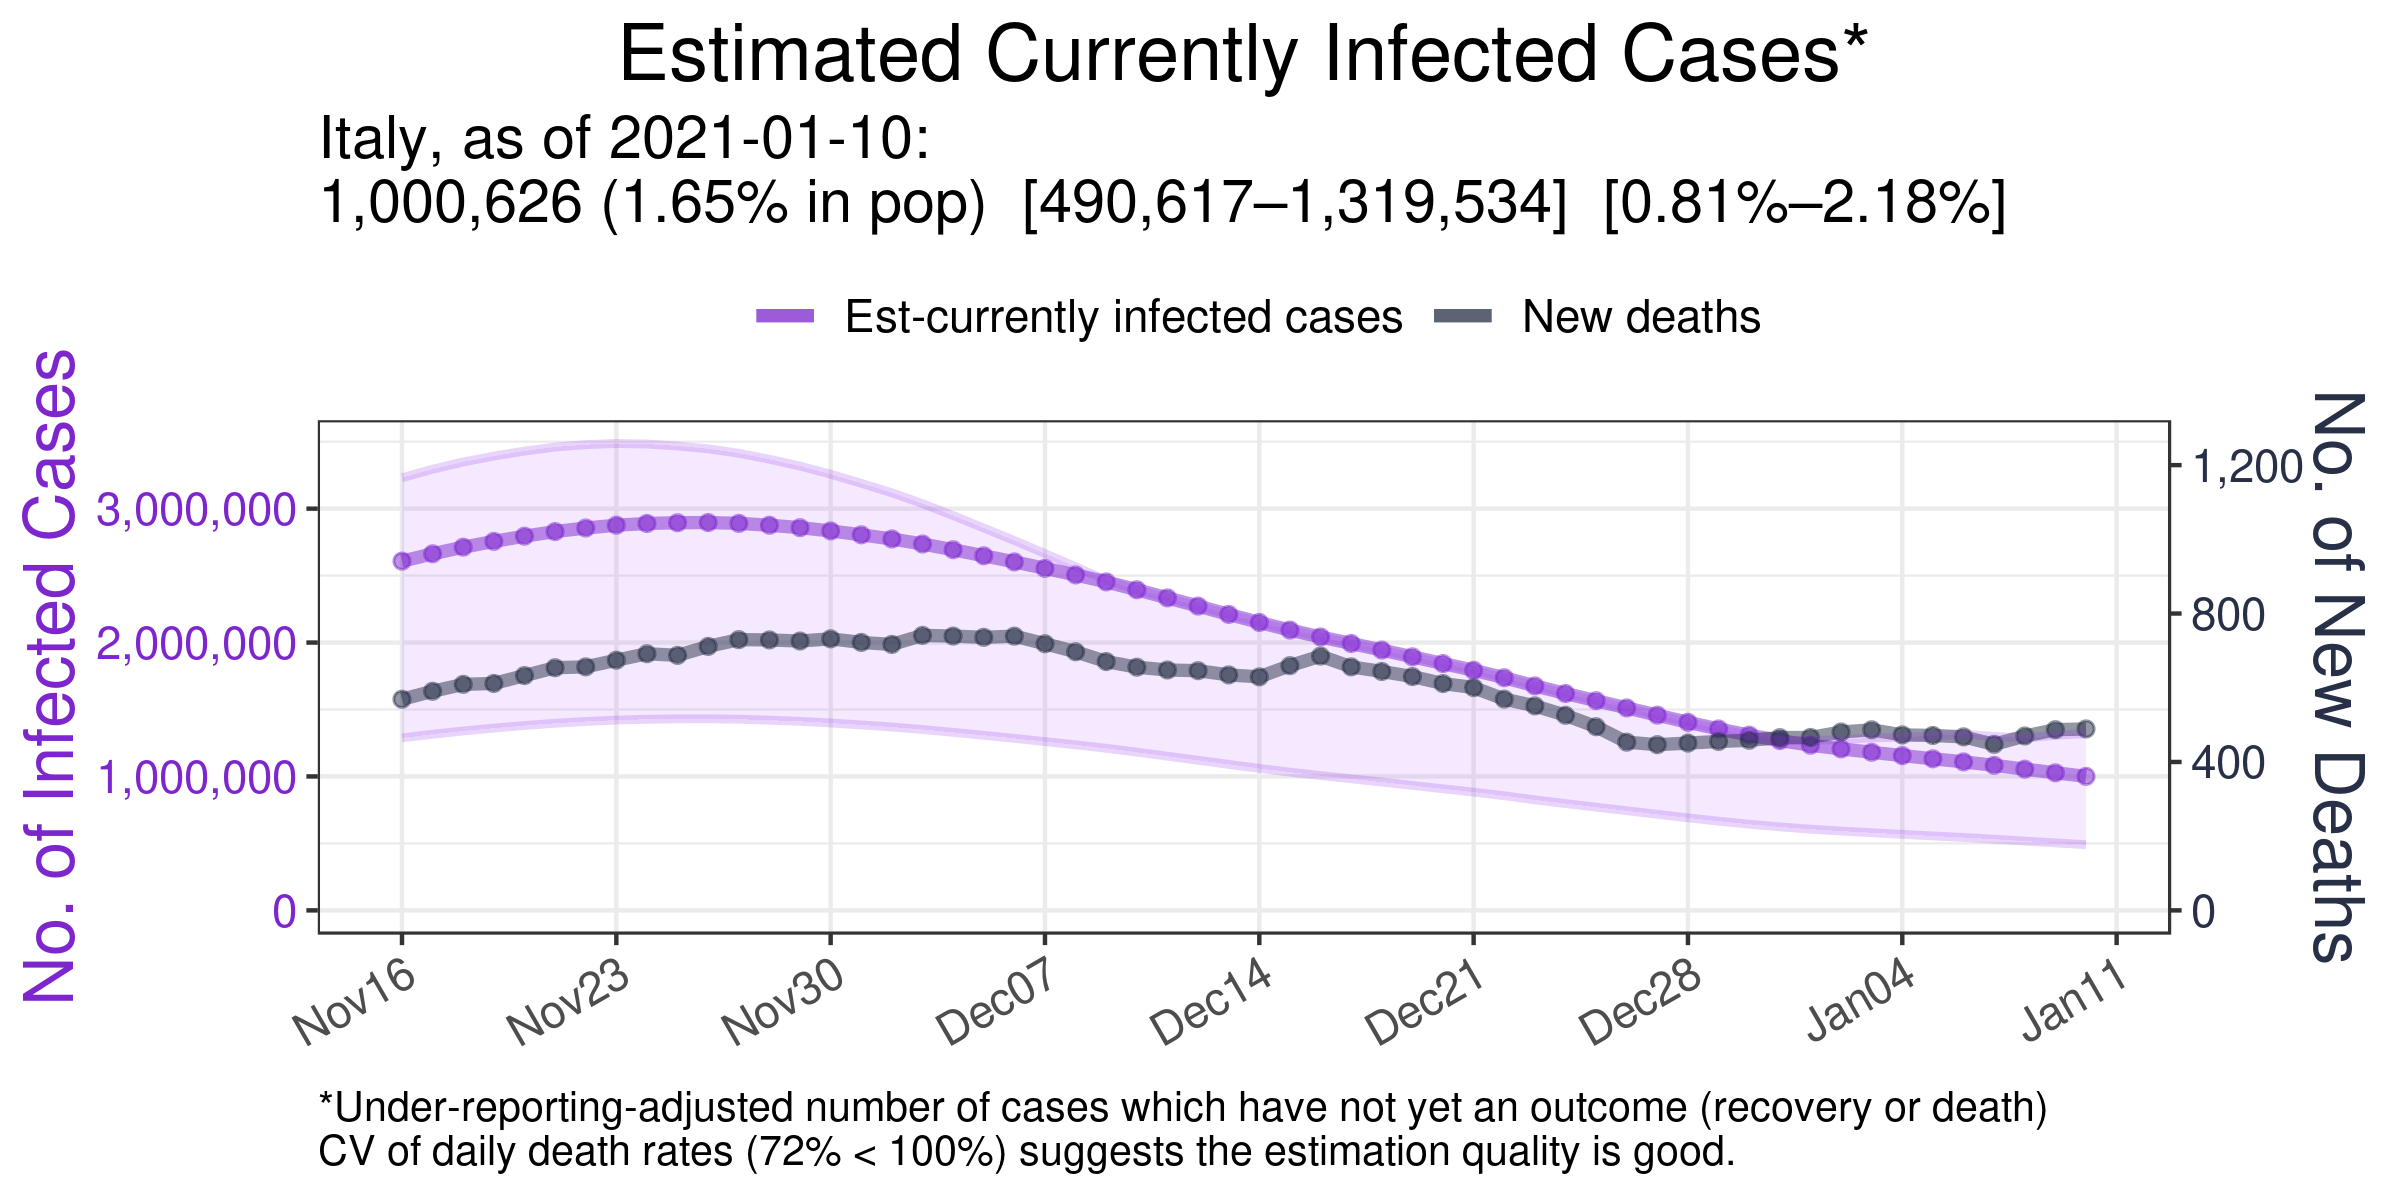 Estimated Currently Infected Cases*
Italy, as of 2021-01-10:
1,000,626 (1.65% in pop)  [490,617–1,319,534]  [0.81%–2.18%]
Est-currently infected cases
New deaths
No. of Infected Cases
3,000,000
2,000,000
1,000,000
0
1,200
800
400
0
No. of New Deaths
Nov16
Nov23
Nov30
Dec07
Dec14
Dec21
Dec28
Jan04
Jan11
*Under-reporting-adjusted number of cases which have not yet an outcome (recovery or death)
CV of daily death rates (72% < 100%) suggests the estimation quality is good.